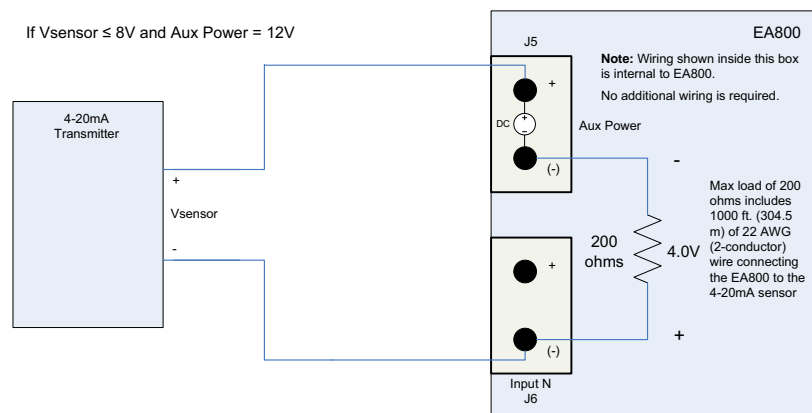 If Vsensor ≤ 8V and Aux Power = 12V
EA800
J5
Note: Wiring shown inside this box
is internal to EA800.
No additional wiring is required.
4-20mA
Transmitter
+
Vsensor
-
+
DC
+
-
Aux Power
(-)
-
200
ohms
4.0V
Max load of 200
ohms includes
1000 ft. (304.5
m) of 22 AWG
(2-conductor)
wire connecting
the EA800 to the
4-20mA sensor
+
+
(-)
Input N
J6